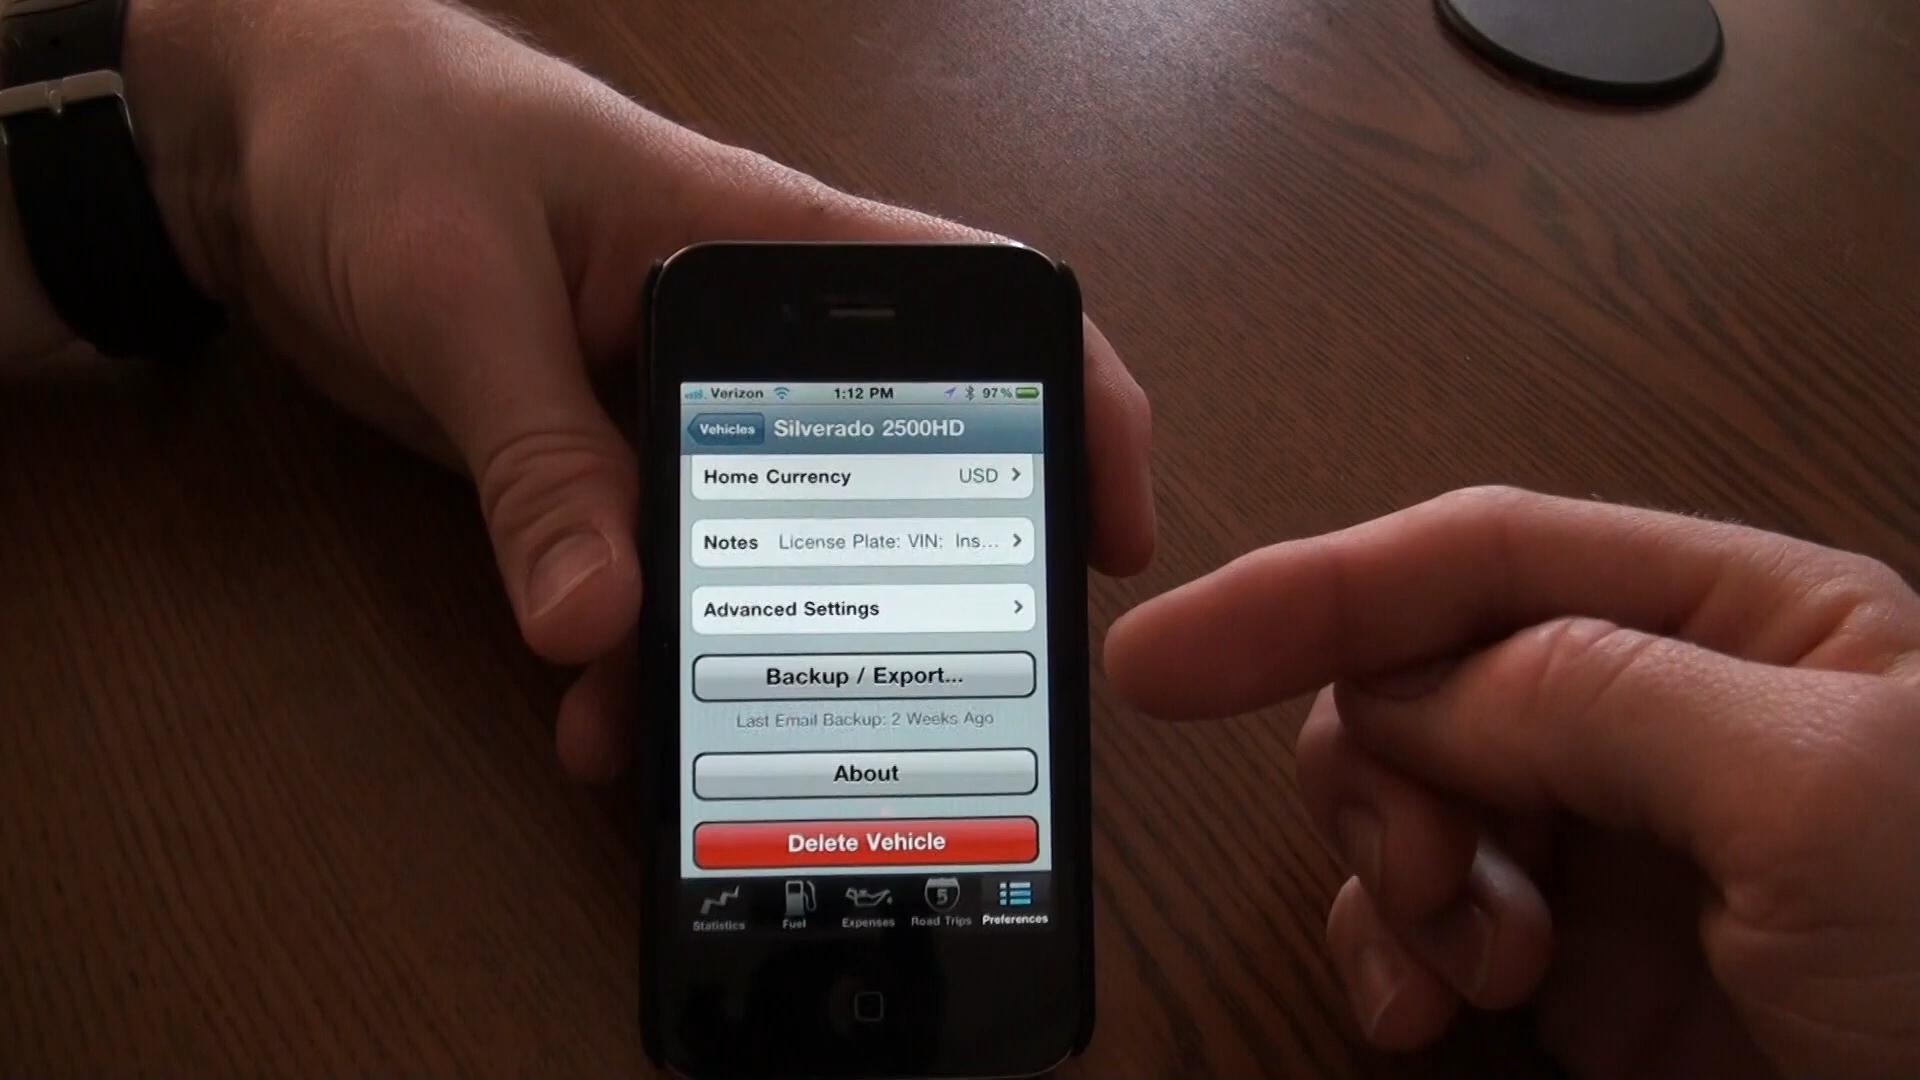 Verizon 1:12 PM 97%
Vehicles Silverado 2500HD
Home Currency USD
Notes License Plate: VIN: Ins...
Advanced Settings
Backup / Export...
Last Email Backup: 2 Weeks Ago
About
Delete Vehicle
5
Statistics Fuel Expenses Road Trips Preferences